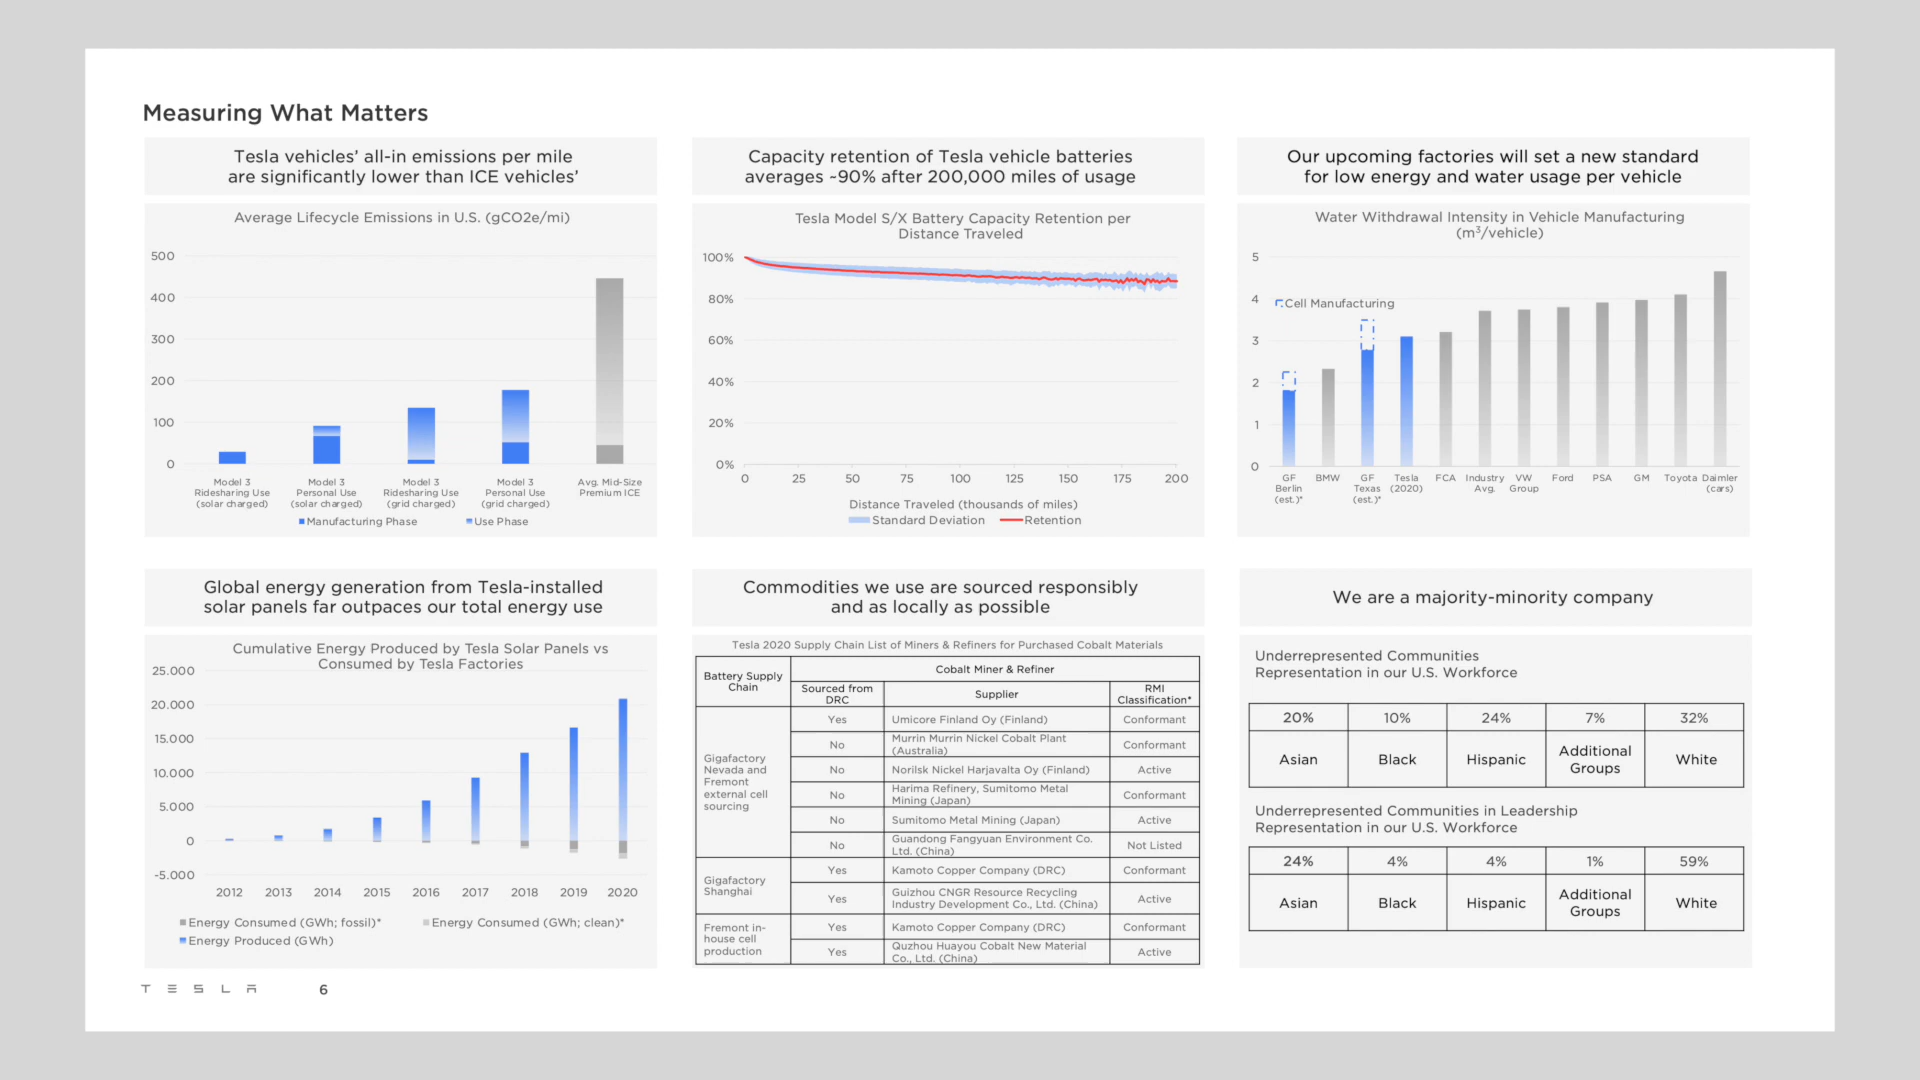 Measuring What Matters
Tesla vehicles’ all-in emissions per mile
are significantly lower than ICE vehicles’
Average Lifecycle Emissions in U.S. (gCO2e/mi)
500
400
300
200
100
0
Model 3
Ridesharing Use
(solar charged)
Model 3
Personal Use
(solar charged)
Model 3
Ridesharing Use
(grid charged)
Model 3
Personal Use
(grid charged)
Avg. Mid-Size
Premium ICE
Manufacturing Phase
Use Phase
Capacity retention of Tesla vehicle batteries
averages ~90% after 200,000 miles of usage
Tesla Model S/X Battery Capacity Retention per
Distance Traveled
100%
80%
60%
40%
20%
0%
0 25 50 75 100 125 150 175 200
Distance Traveled (thousands of miles)
Standard Deviation
Retention
Our upcoming factories will set a new standard
for low energy and water usage per vehicle
Water Withdrawal Intensity in Vehicle Manufacturing
(m³/vehicle)
5
4
3
2
1
0
Cell Manufacturing
GF
Berlin
(est.)*
BMW
GF
Texas
(est.)*
Tesla
(2020)
FCA
Industry
Avg.
VW
Group
Ford
PSA
GM
Toyota
Daimler
(cars)
Global energy generation from Tesla-installed
solar panels far outpaces our total energy use
Cumulative Energy Produced by Tesla Solar Panels vs
Consumed by Tesla Factories
25.000
20.000
15.000
10.000
5.000
0
-5.000
2012 2013 2014 2015 2016 2017 2018 2019 2020
Energy Consumed (GWh; fossil)*
Energy Consumed (GWh; clean)*
Energy Produced (GWh)
Commodities we use are sourced responsibly
and as locally as possible
Tesla 2020 Supply Chain List of Miners & Refiners for Purchased Cobalt Materials
Battery Supply
Chain
Cobalt Miner & Refiner
Sourced from
DRC
Supplier
RMI
Classification*
Gigafactory
Nevada and
Fremont
external cell
sourcing
Yes
Umicore Finland Oy (Finland)
Conformant
No
Murrin Murrin Nickel Cobalt Plant
(Australia)
Conformant
No
Norilsk Nickel Harjavalta Oy (Finland)
Active
No
Harima Refinery, Sumitomo Metal
Mining (Japan)
Conformant
No
Sumitomo Metal Mining (Japan)
Active
No
Guandong Fangyuan Environment Co.
Ltd. (China)
Not Listed
Gigafactory
Shanghai
Yes
Kamoto Copper Company (DRC)
Conformant
Yes
Guizhou CNGR Resource Recycling
Industry Development Co., Ltd. (China)
Active
Fremont in-
house cell
production
Yes
Kamoto Copper Company (DRC)
Conformant
Yes
Quzhou Huayou Cobalt New Material
Co., Ltd. (China)
Active
We are a majority-minority company
Underrepresented Communities
Representation in our U.S. Workforce
20% 10% 24% 7% 32%
Asian
Black
Hispanic
Additional
Groups
White
Underrepresented Communities in Leadership
Representation in our U.S. Workforce
24% 4% 4% 1% 59%
Asian
Black
Hispanic
Additional
Groups
White
TESLA
6